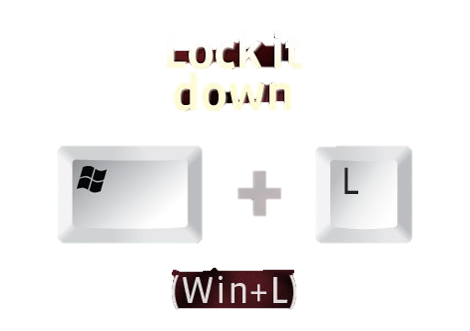 Lock it
down
+
L
(Win+L)